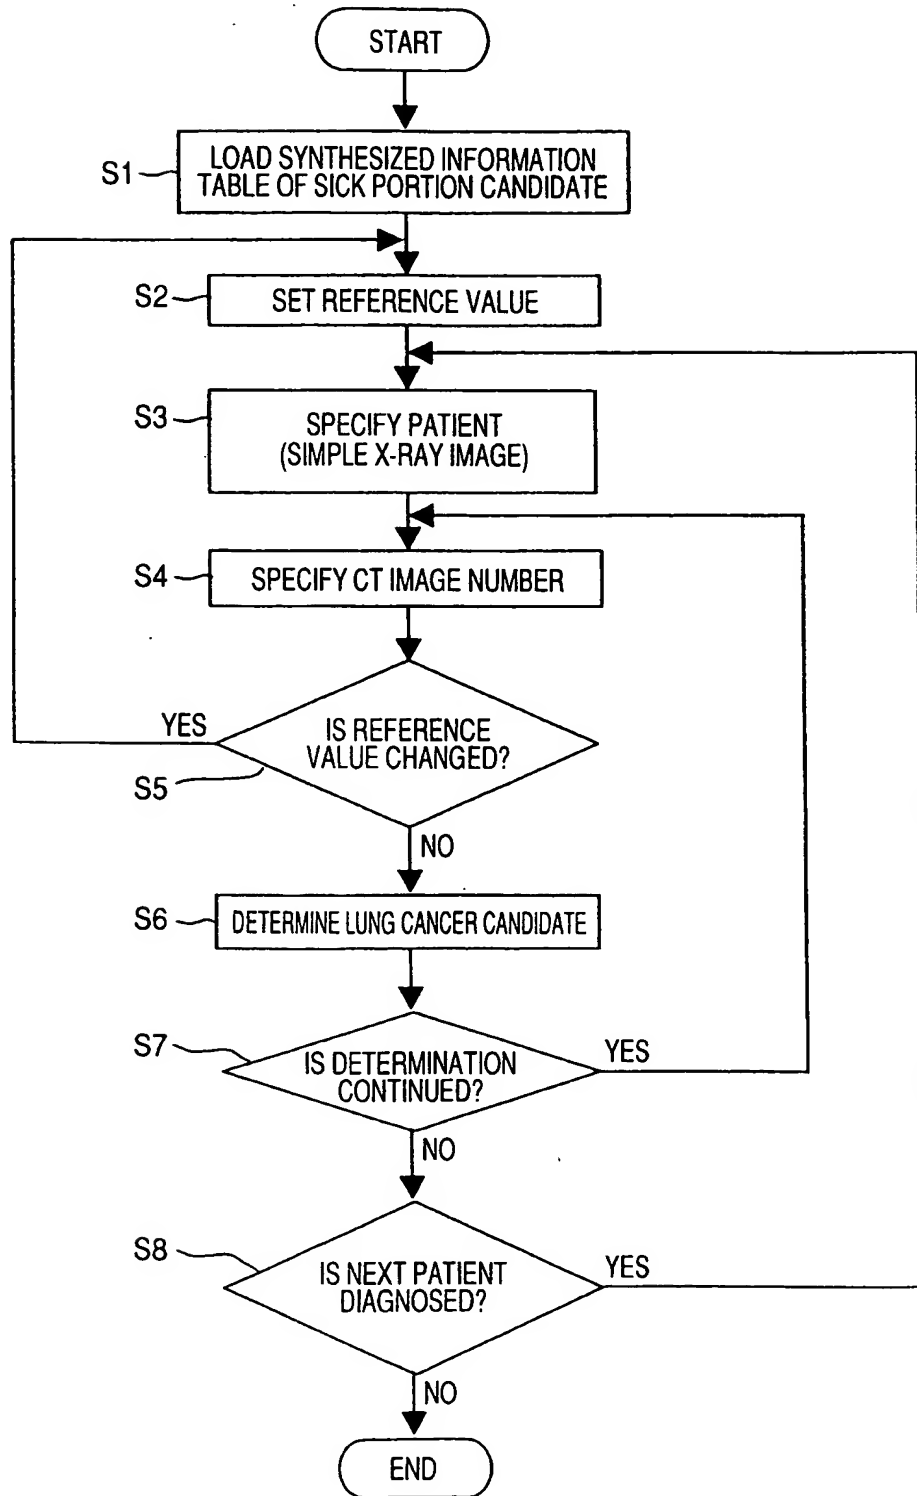 START
S1
LOAD SYNTHESIZED INFORMATION
TABLE OF SICK PORTION CANDIDATE
S2
SET REFERENCE VALUE
S3
SPECIFY PATIENT
(SIMPLE X-RAY IMAGE)
S4
SPECIFY CT IMAGE NUMBER
YES
IS REFERENCE
VALUE CHANGED?
S5
NO
S6
DETERMINE LUNG CANCER CANDIDATE
S7
IS DETERMINATION
CONTINUED?
YES
NO
S8
IS NEXT PATIENT
DIAGNOSED?
YES
NO
END